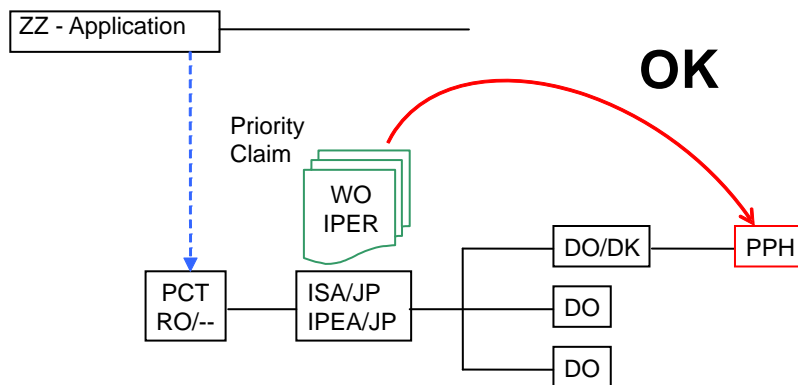 ZZ - Application
OK
Priority
Claim
WO
IPER
DO/DK
PPH
PCT
RO/--
ISA/JP
IPEA/JP
DO
DO